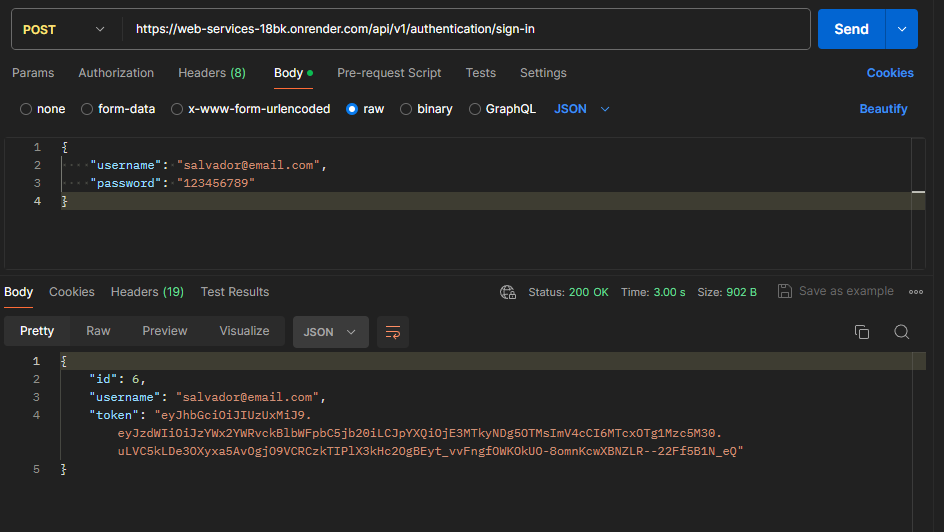 POST https://web-services-18bk.onrender.com/api/v1/authentication/sign-in Send
Params Authorization Headers (8) Body Pre-request Script Tests Settings Cookies
none form-data x-www-form-urlencoded raw binary GraphQL JSON Beautify
1 {
2 "username": "salvador@email.com",
3 "password": "123456789"
4 }
Body Cookies Headers (19) Test Results Status: 200 OK Time: 3.00 s Size: 902 B Save as example
Pretty Raw Preview Visualize JSON
1 {
2 "id": 6,
3 "username": "salvador@email.com",
4 "token": "eyJhbGciOiJIUzUxMiJ9.
eyJzdWIiOiJzYWx2YWRvckBlbWFpbC5jb20iLCJpYXQiOjE3MTkyNDg5OTMsImV4cCI6MTcxOTg1Mzc5M30.
uLVC5kLDe3OXyxa5AvOgjO9VCRCzkTIPlX3kHc2OgBEyt_vvFngfOWKOkUO-8omnKcwXBNZLR--22Ff5B1N_eQ"
5 }